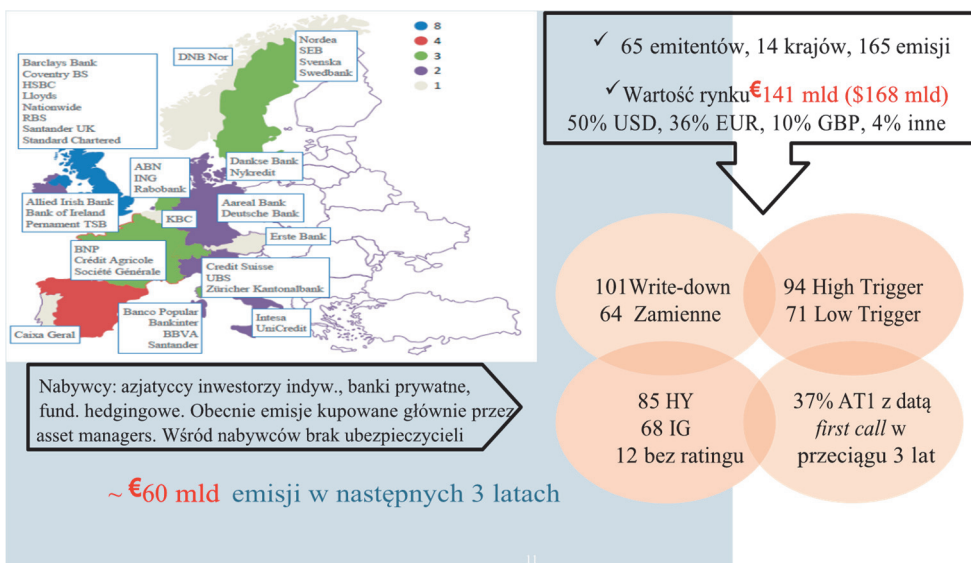 8
4
3
2
1
Nordea
SEB
Svenska
Swedbank
DNB Nor
Barclays Bank
Coventry BS
HSBC
Lloyds
Nationwide
RBS
Santander UK
Standard Chartered
ABN
ING
Rabobank
Dankse Bank
Nykredit
Allied Irish Bank
Bank of Ireland
Pernament TSB
KBC
Aareal Bank
Deutsche Bank
Erste Bank
BNP
Crédit Agricole
Société Générale
Credit Suisse
UBS
Züricher Kantonalbank
Caixa Geral
Banco Popular
Bankinter
BBVA
Santander
Intesa
UniCredit
✓ 65 emitentów, 14 krajów, 165 emisji
✓ Wartość rynku €141 mld ($168 mld)
50% USD, 36% EUR, 10% GBP, 4% inne
101 Write-down
64 Zamienne
94 High Trigger
71 Low Trigger
85 HY
68 IG
12 bez ratingu
37% AT1 z datą
first call w
przeciągu 3 lat
Nabywcy: azjatyccy inwestorzy indyw., banki prywatne,
fund. hedgingowe. Obecnie emisje kupowane głównie przez
asset managers. Wśród nabywców brak ubezpieczycieli
~ €60 mld emisji w następnych 3 latach
11